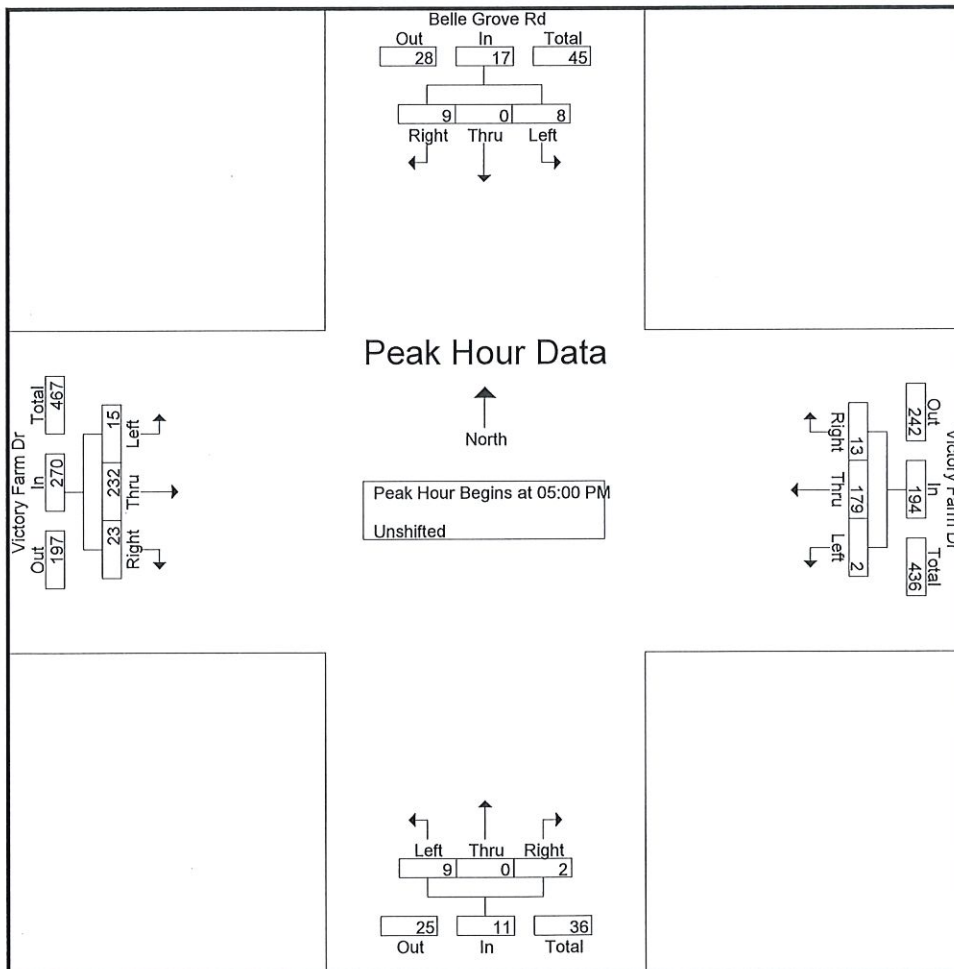 Belle Grove Rd
Out In Total
28 17 45
9 0 8
Right Thru Left
Peak Hour Data
North
Peak Hour Begins at 05:00 PM
Unshifted
Victory Farm Dr
Out In Total
197 270 467
15 232 23
Left Thru Right
Victory Farm Dr
Out In Total
242 194 436
13 179 2
Right Thru Left
Left Thru Right
9 0 2
25 11 36
Out In Total